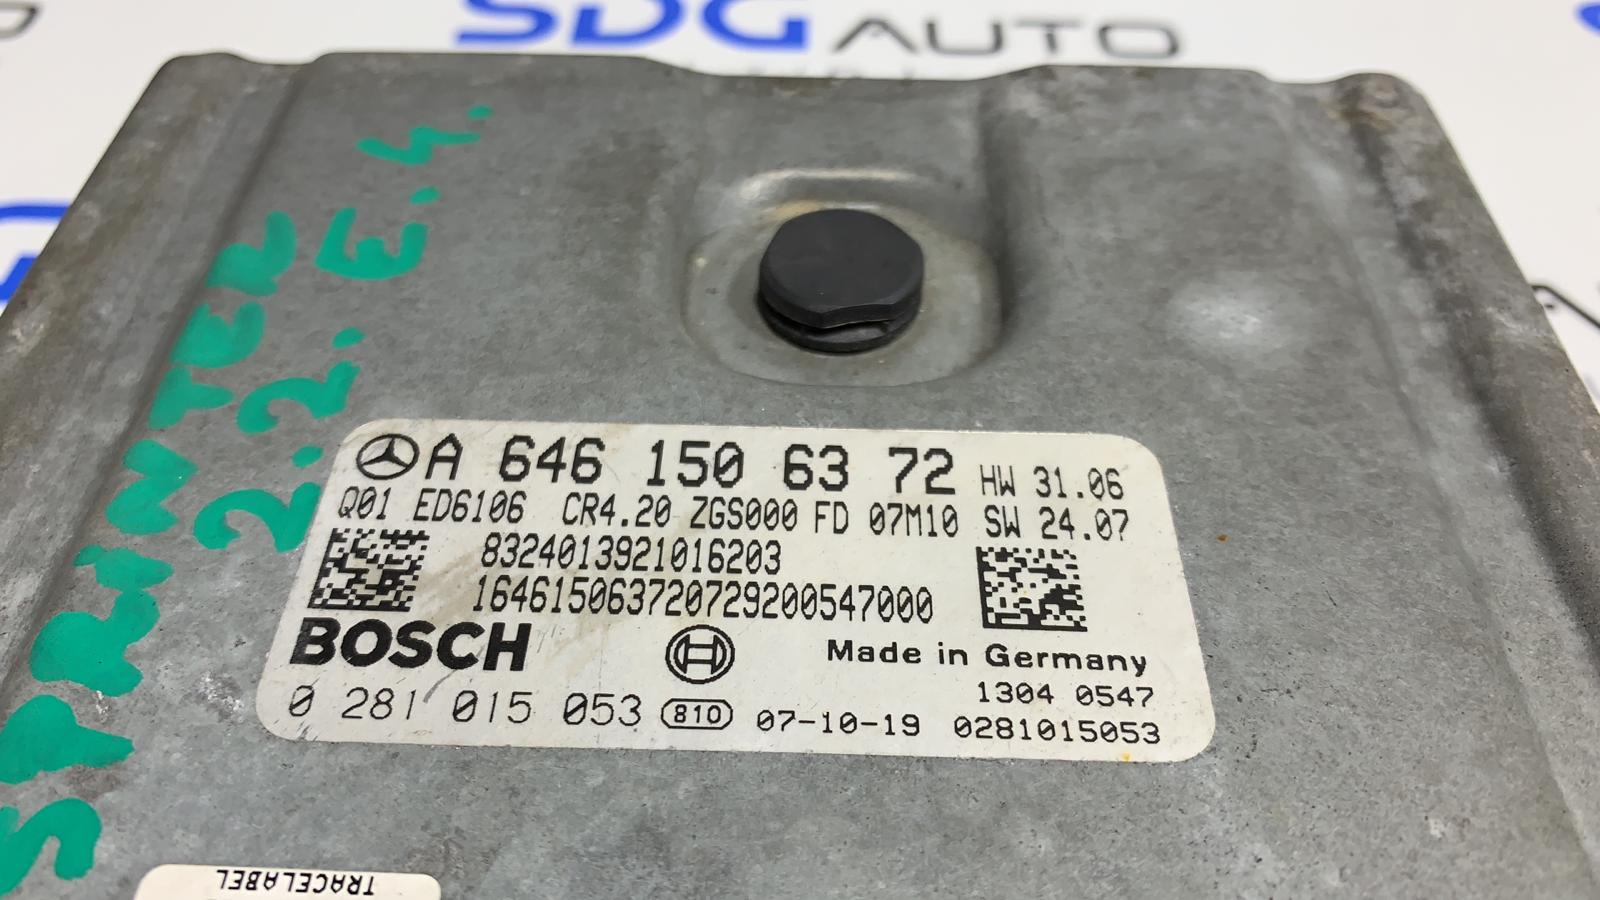 SDG AUTO
SPRINTER
2.2. E.4.
A 646 150 63 72 HW 31.06
Q01 ED6106 CR4.20 ZGS000 FD 07M10 SW 24.07
8324013921016203
164615063720729200547000
BOSCH Made in Germany
1304 0547
0 281 015 053 810 07-10-19 0281015053
TRACELABEL